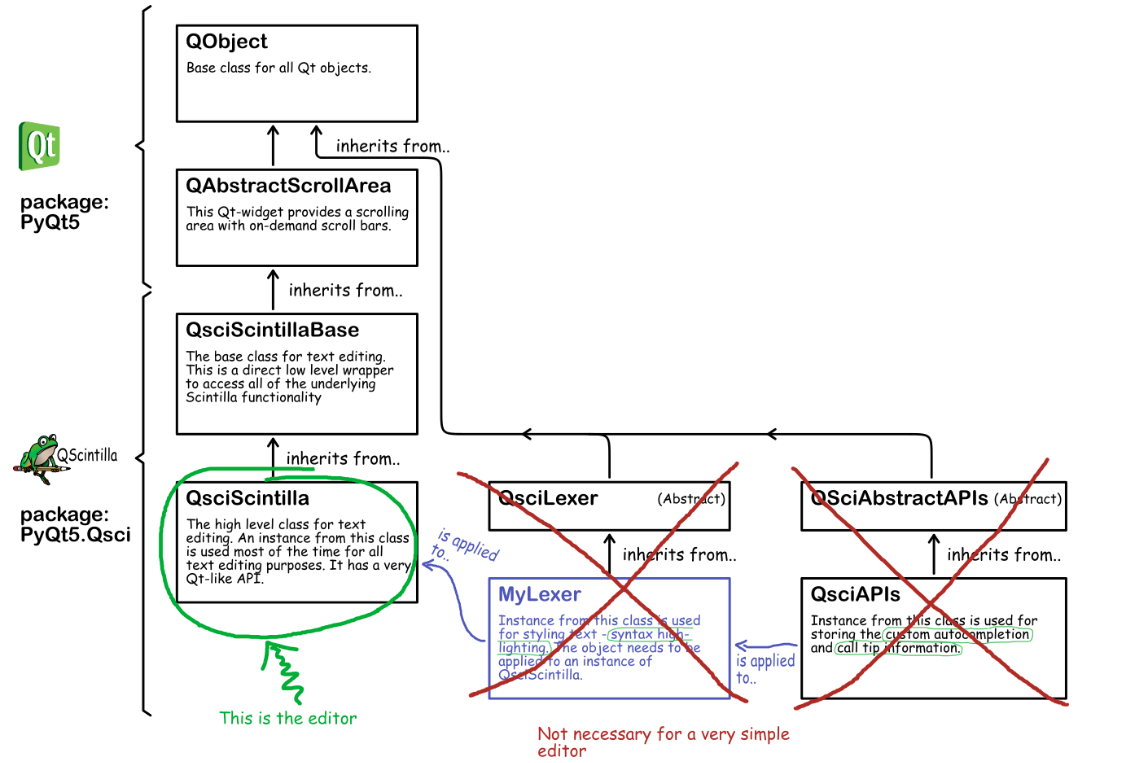 QObject
Base class for all Qt objects.
inherits from..
Qt
package:
PyQt5
QAbstractScrollArea
This Qt-widget provides a scrolling
area with on-demand scroll bars.
inherits from..
QsciScintillaBase
The base class for text editing.
This is a direct low level wrapper
to access all of the underlying
Scintilla functionality
QScintilla
package:
PyQt5.Qsci
inherits from..
QsciScintilla
The high level class for text
editing. An instance from this class
is used most of the time for all
text editing purposes. It has a very
Qt-like API.
This is the editor
is applied
to..
QsciLexer (Abstract)
inherits from..
MyLexer
Instance from this class is used
for styling text - syntax high-
lighting. The object needs to be
applied to an instance of
QsciScintilla.
is applied
to..
QSciAbstractAPIs (Abstract)
inherits from..
QsciAPIs
Instance from this class is used for
storing the custom autocompletion
and call tip information.
Not necessary for a very simple
editor